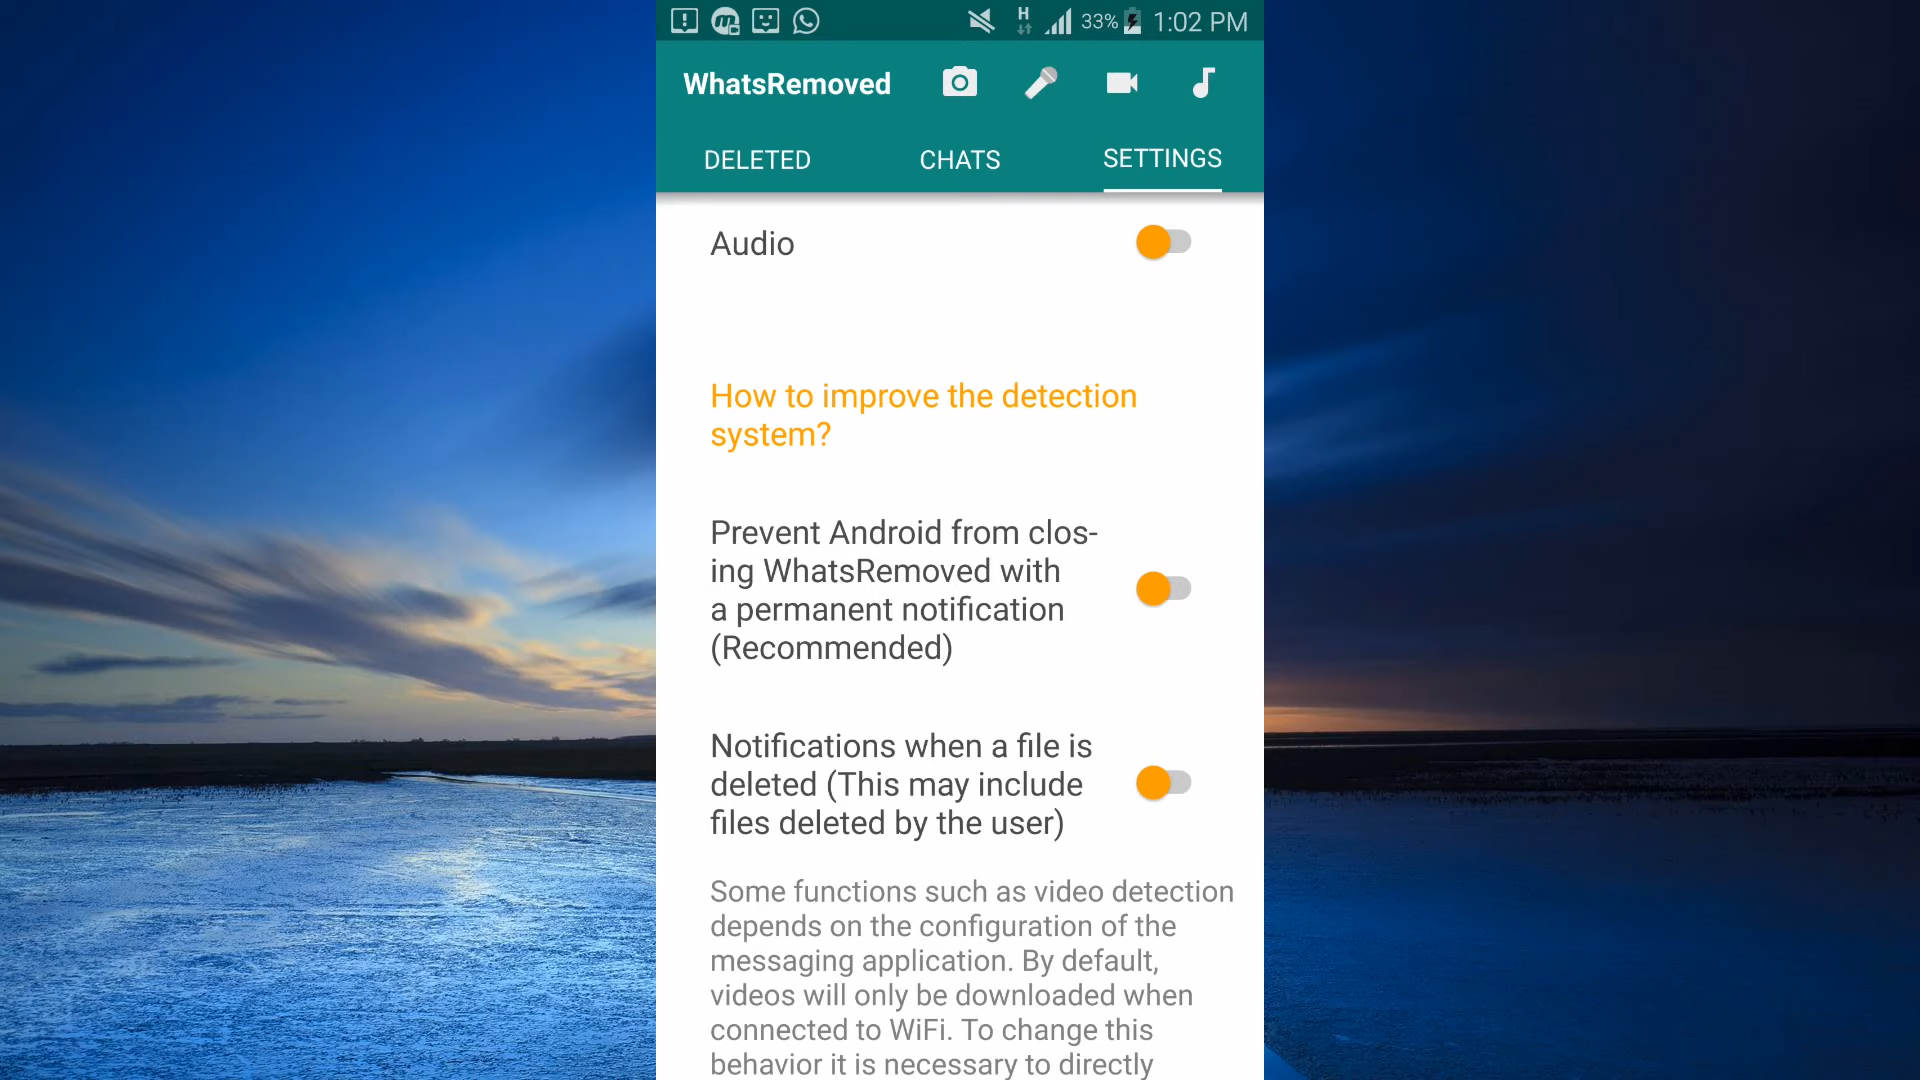 H 33% 1:02 PM
WhatsRemoved
DELETED CHATS SETTINGS
Audio
How to improve the detection
system?
Prevent Android from clos-
ing WhatsRemoved with
a permanent notification
(Recommended)
Notifications when a file is
deleted (This may include
files deleted by the user)
Some functions such as video detection
depends on the configuration of the
messaging application. By default,
videos will only be downloaded when
connected to WiFi. To change this
behavior it is necessary to directly